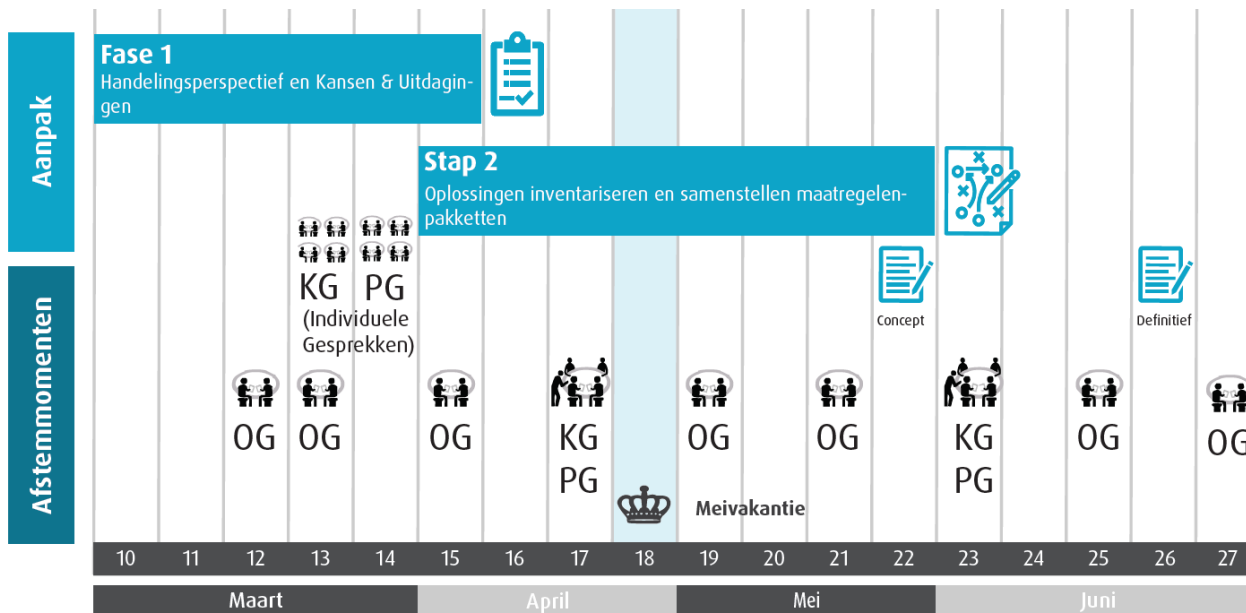 Aanpak
Fase 1
Handelingsperspectief en Kansen & Uitdagin-
gen
Stap 2
Oplossingen inventariseren en samenstellen maatregelen-
pakketten
Afstemmomenten
KG
PG
(Individuele
Gesprekken)
Concept
Definitief
OG
OG
OG
KG
PG
OG
OG
KG
PG
OG
OG
Meivakantie
10 11 12 13 14 15 16 17 18 19 20 21 22 23 24 25 26 27
Maart April Mei Juni